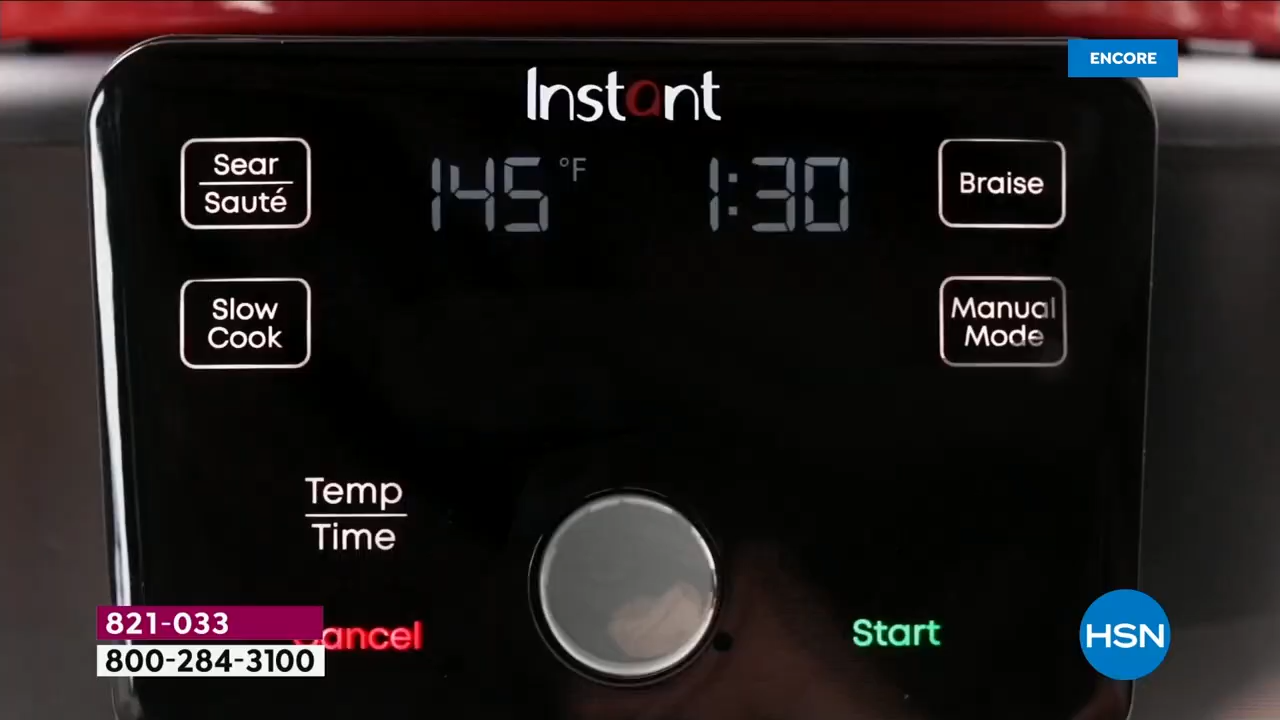 ENCORE
Instant
Sear
Sauté
145 °F
1:30
Braise
Slow
Cook
Manual
Mode
Temp
Time
Cancel
Start
821-033
800-284-3100
HSN